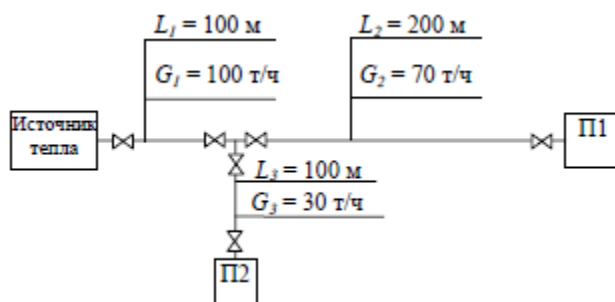 L₁ = 100 м
L₂ = 200 м
G₁ = 100 т/ч
G₂ = 70 т/ч
Источник
тепла
П1
L₃ = 100 м
G₃ = 30 т/ч
П2